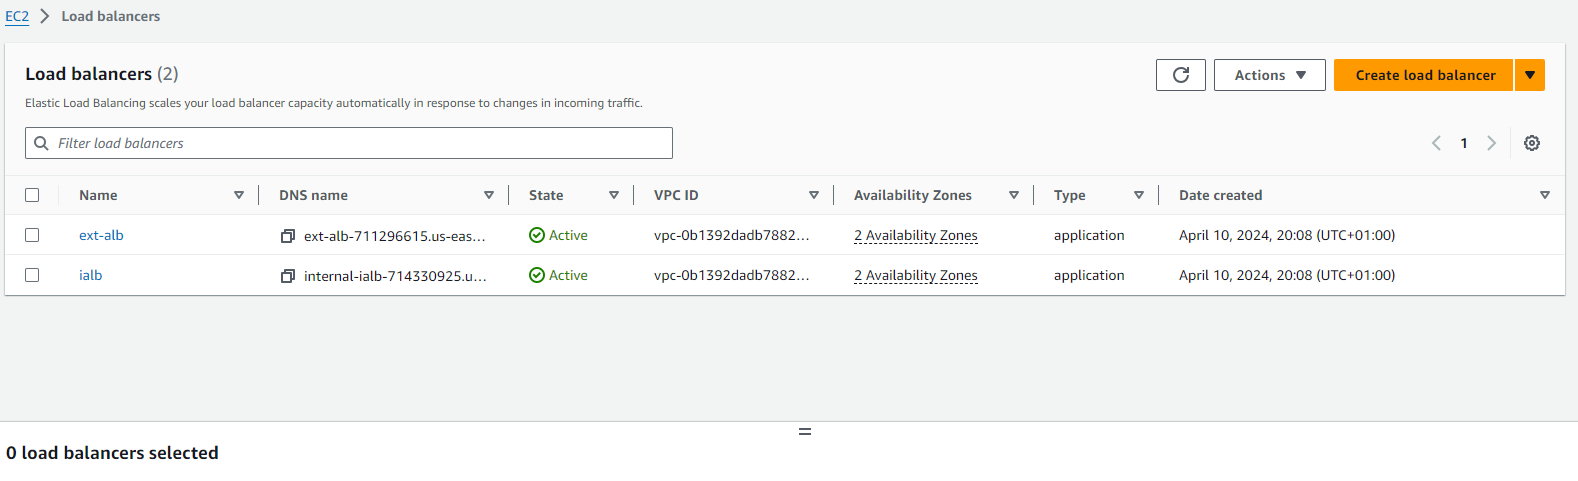 EC2 > Load balancers
Load balancers (2)
Actions
Create load balancer
Elastic Load Balancing scales your load balancer capacity automatically in response to changes in incoming traffic.
Filter load balancers
1
Name DNS name State VPC ID Availability Zones Type Date created
ext-alb ext-alb-711296615.us-eas... Active vpc-0b1392dadb7882... 2 Availability Zones application April 10, 2024, 20:08 (UTC+01:00)
ialb internal-ialb-714330925.u... Active vpc-0b1392dadb7882... 2 Availability Zones application April 10, 2024, 20:08 (UTC+01:00)
0 load balancers selected